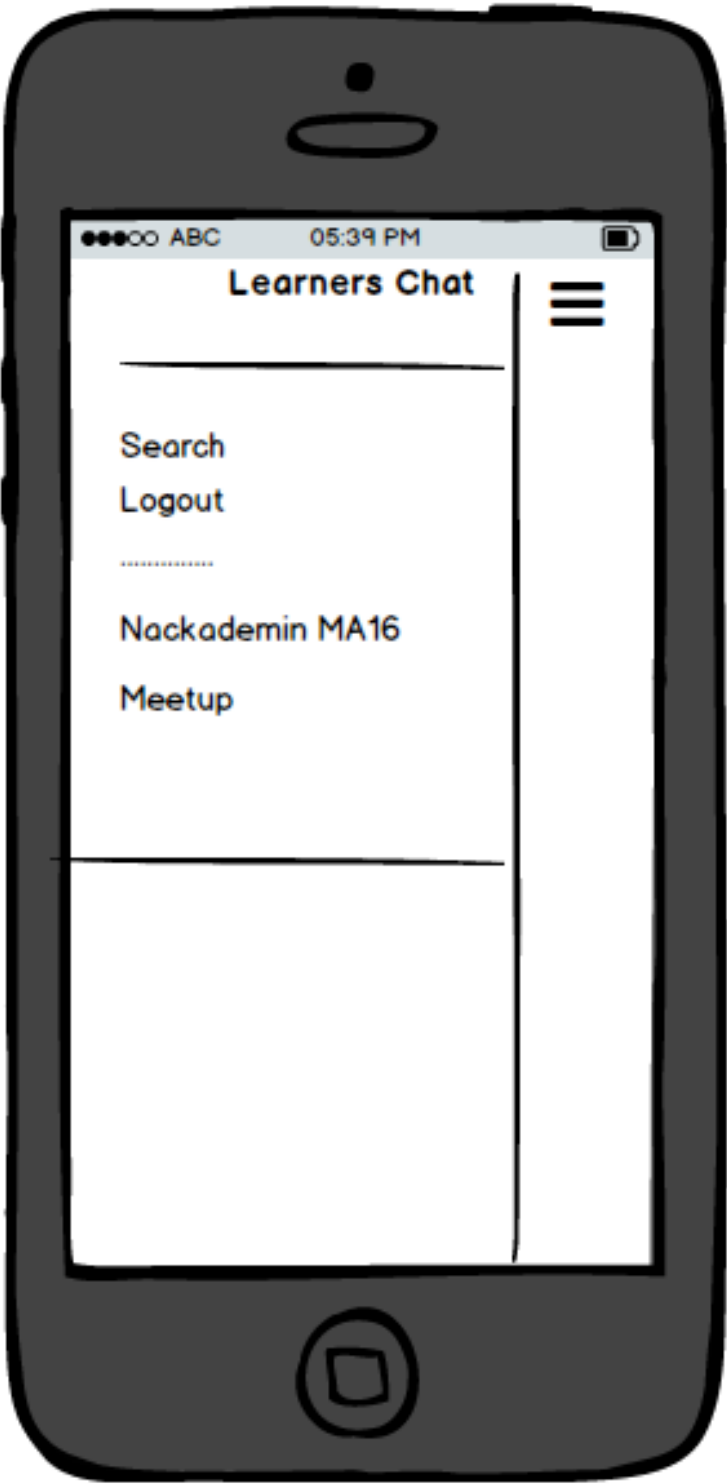 ABC 05:39 PM
Learners Chat
Search
Logout
..............
Nackademin MA16
Meetup